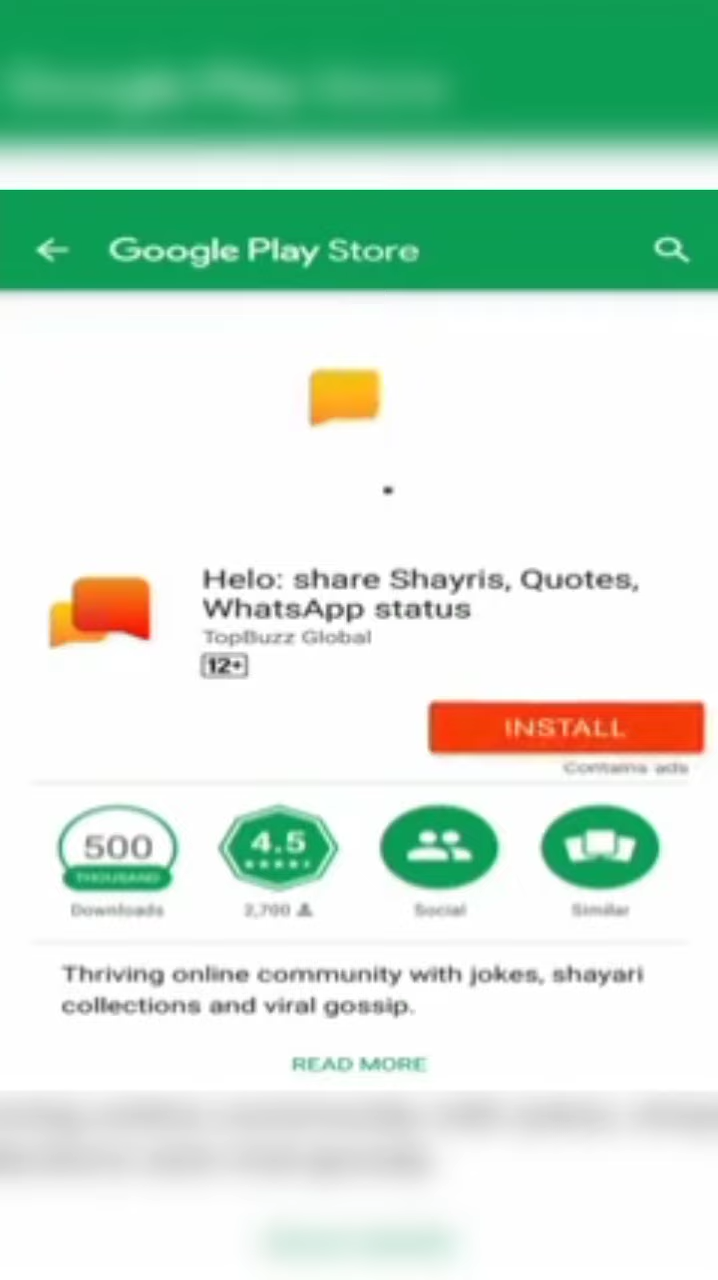 Google Play Store
Helo: share Shayris, Quotes,
WhatsApp status
TopBuzz Global
12+
INSTALL
Contains ads
500
THOUSAND
Downloads
4.5
2,700
Social
Similar
Thriving online community with jokes, shayari
collections and viral gossip.
READ MORE